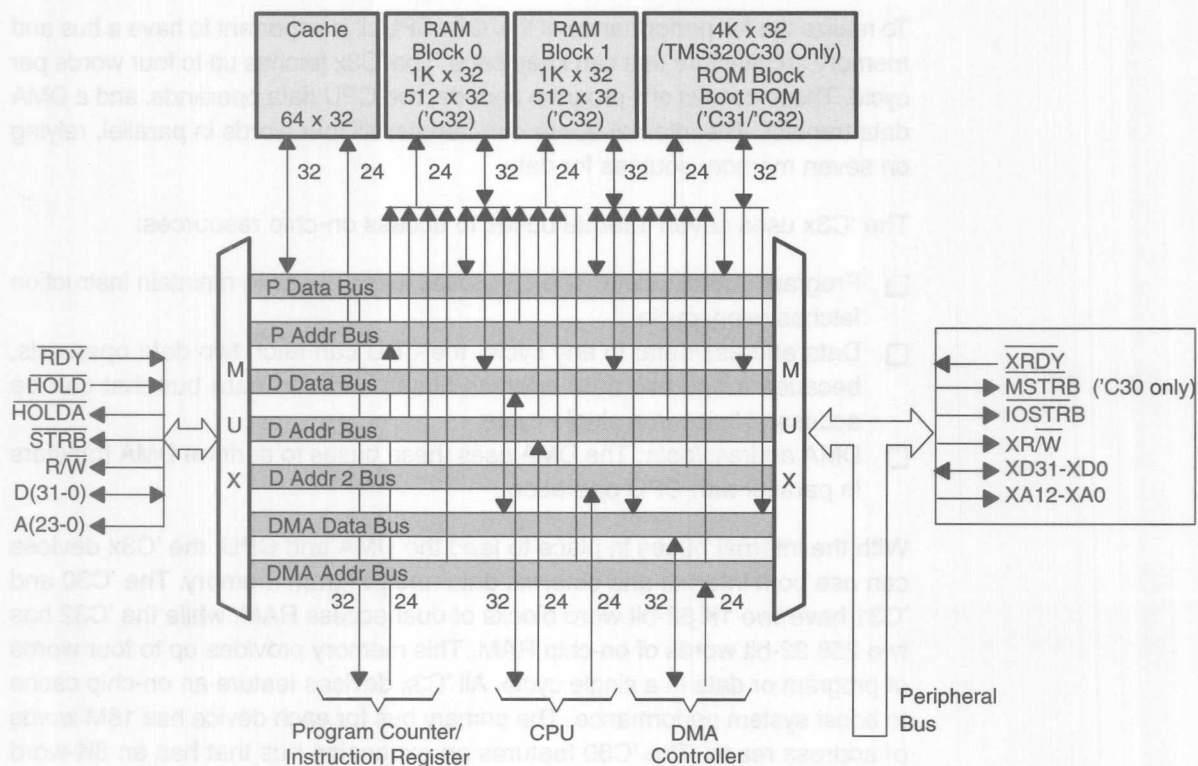 Cache
64 x 32
RAM
Block 0
1K x 32
512 x 32
('C32)
RAM
Block 1
1K x 32
512 x 32
('C32)
4K x 32
(TMS320C30 Only)
ROM Block
Boot ROM
('C31/'C32)
32 24 24 32 24 32 24 32
P Data Bus
P Addr Bus
D Data Bus
D Addr Bus
D Addr 2 Bus
DMA Data Bus
DMA Addr Bus
M
U
X
M
U
X
RDY
HOLD
HOLDA
STRB
R/W
D(31-0)
A(23-0)
XRDY
MSTRB ('C30 only)
IOSTRB
XR/W
XD31-XD0
XA12-XA0
32 24 32 24 24 32 24
Program Counter/
Instruction Register
CPU
DMA
Controller
Peripheral
Bus